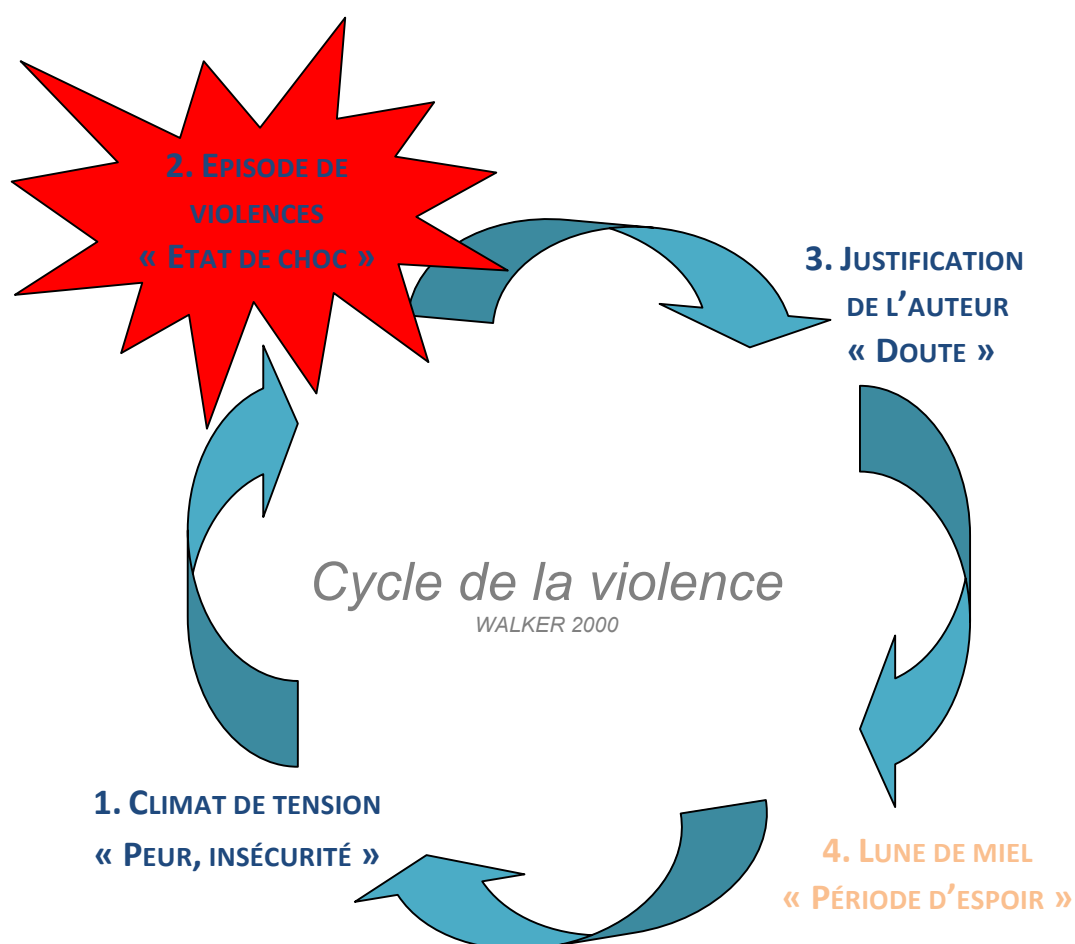 2. EPISODE DE
VIOLENCES
« ETAT DE CHOC »
3. JUSTIFICATION
DE L'AUTEUR
« DOUTE »
Cycle de la violence
WALKER 2000
1. CLIMAT DE TENSION
« PEUR, INSÉCURITÉ »
4. LUNE DE MIEL
« PÉRIODE D'ESPOIR »